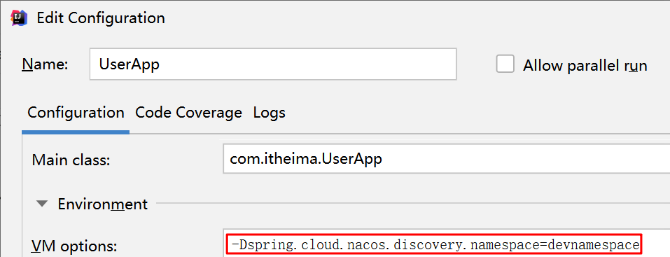 Edit Configuration
Name: UserApp Allow parallel run
Configuration Code Coverage Logs
Main class: com.itheima.UserApp
Environment
VM options: -Dspring.cloud.nacos.discovery.namespace=devnamespace